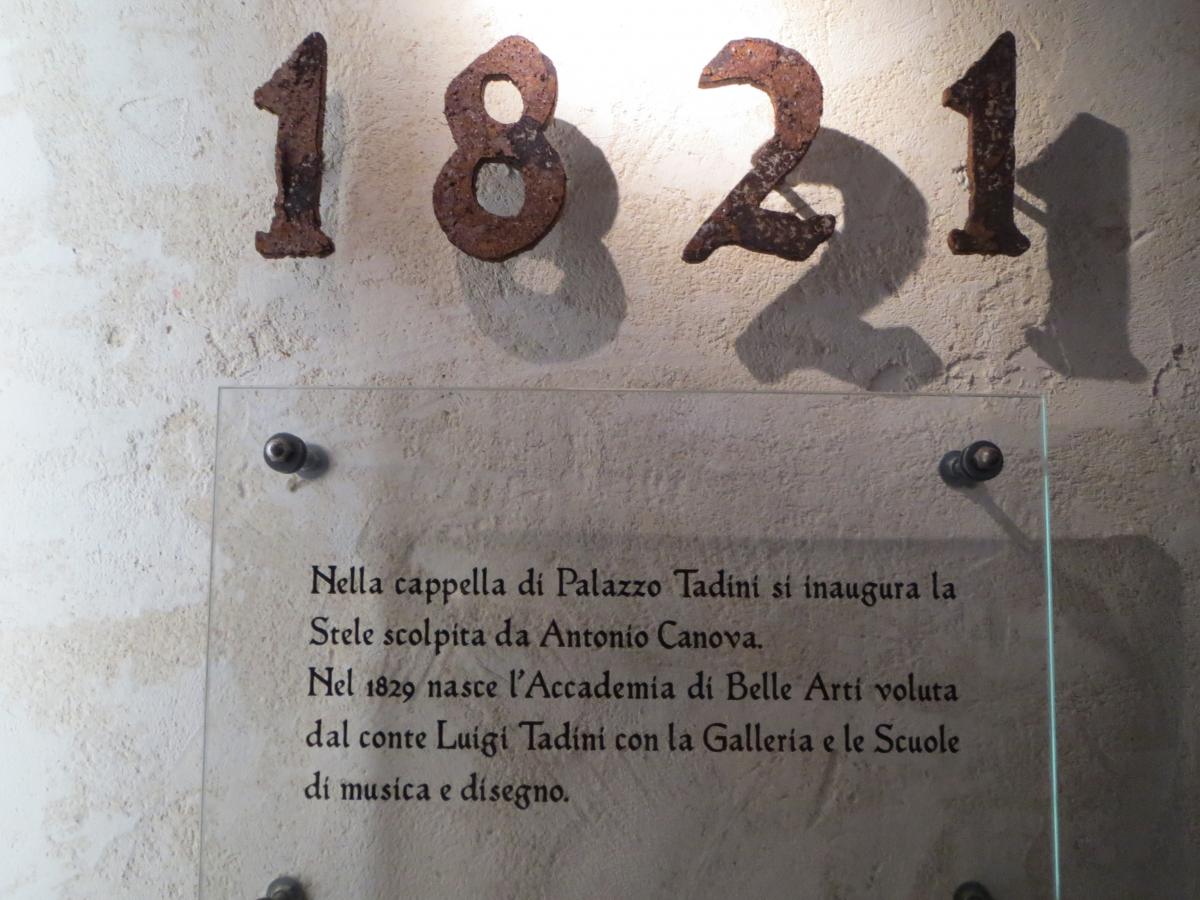 1821
Nella cappella di Palazzo Tadini si inaugura la
Stele scolpita da Antonio Canova.
Nel 1829 nasce l'Accademia di Belle Arti voluta
dal conte Luigi Tadini con la Galleria e le Scuole
di musica e disegno.